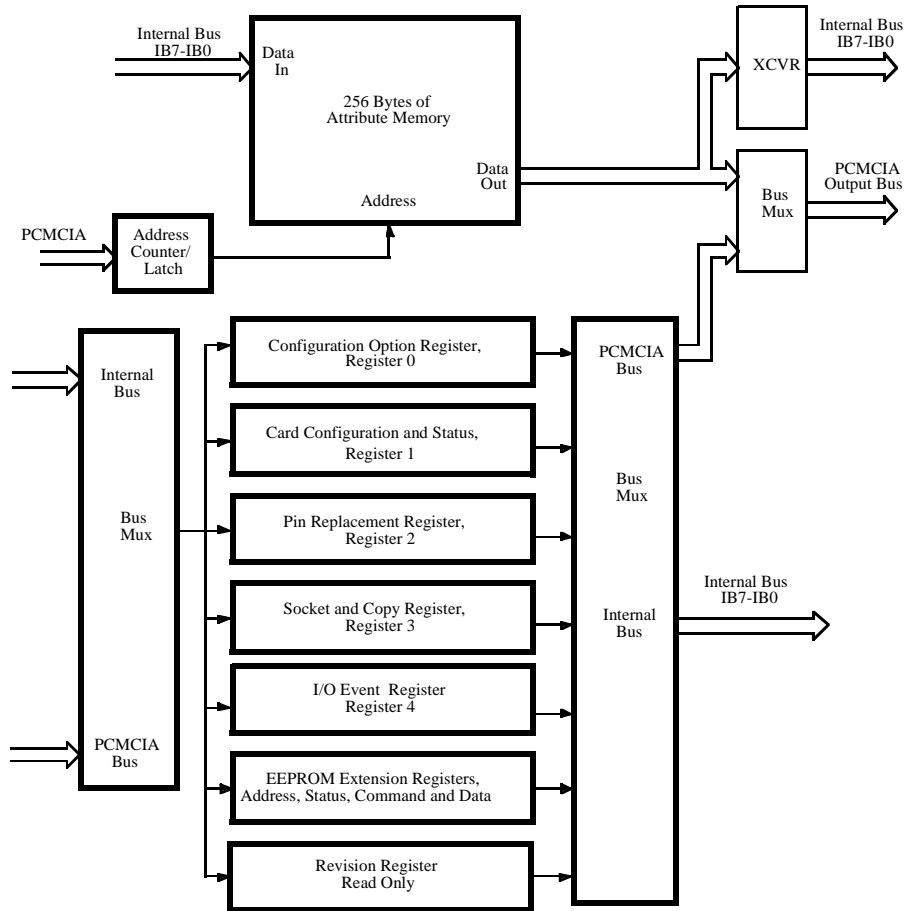 Internal Bus
IB7-IB0
Data
In
256 Bytes of
Attribute Memory
Data
Out
Address
XCVR
Internal Bus
IB7-IB0
Bus
Mux
PCMCIA
Output Bus
PCMCIA
Address
Counter/
Latch
Internal
Bus
Bus
Mux
PCMCIA
Bus
Configuration Option Register,
Register 0
Card Configuration and Status,
Register 1
Pin Replacement Register,
Register 2
Socket and Copy Register,
Register 3
I/O Event Register
Register 4
EEPROM Extension Registers,
Address, Status, Command and Data
Revision Register
Read Only
PCMCIA
Bus
Bus
Mux
Internal
Bus
Internal Bus
IB7-IB0